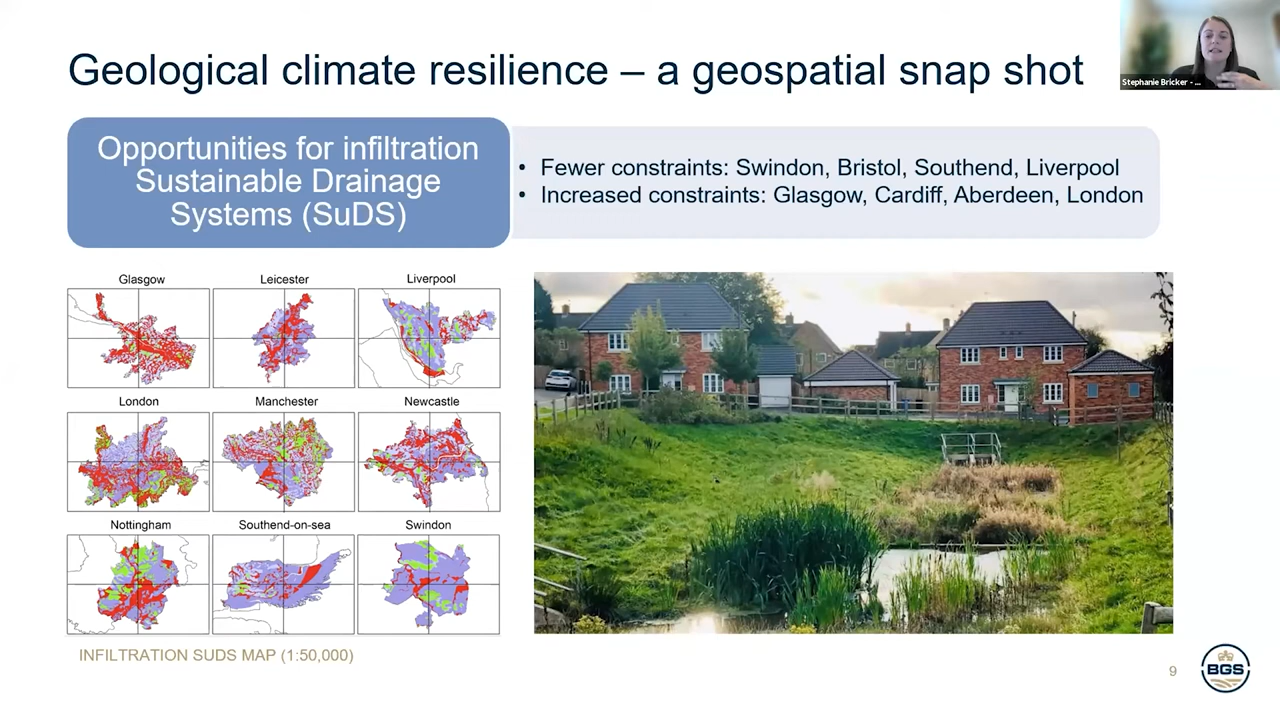 Geological climate resilience – a geospatial snap shot
Stephanie Bricker - ...
Opportunities for infiltration
Sustainable Drainage
Systems (SuDS)
• Fewer constraints: Swindon, Bristol, Southend, Liverpool
• Increased constraints: Glasgow, Cardiff, Aberdeen, London
Glasgow
Leicester
Liverpool
London
Manchester
Newcastle
Nottingham
Southend-on-sea
Swindon
INFILTRATION SUDS MAP (1:50,000)
9
BGS